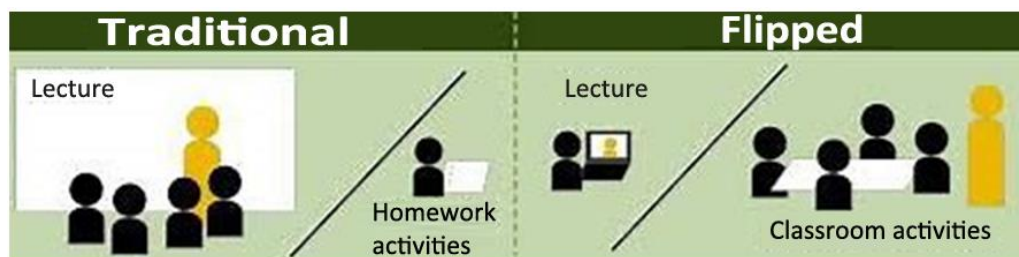 Traditional
Flipped
Lecture
Homework
activities
Lecture
Classroom activities